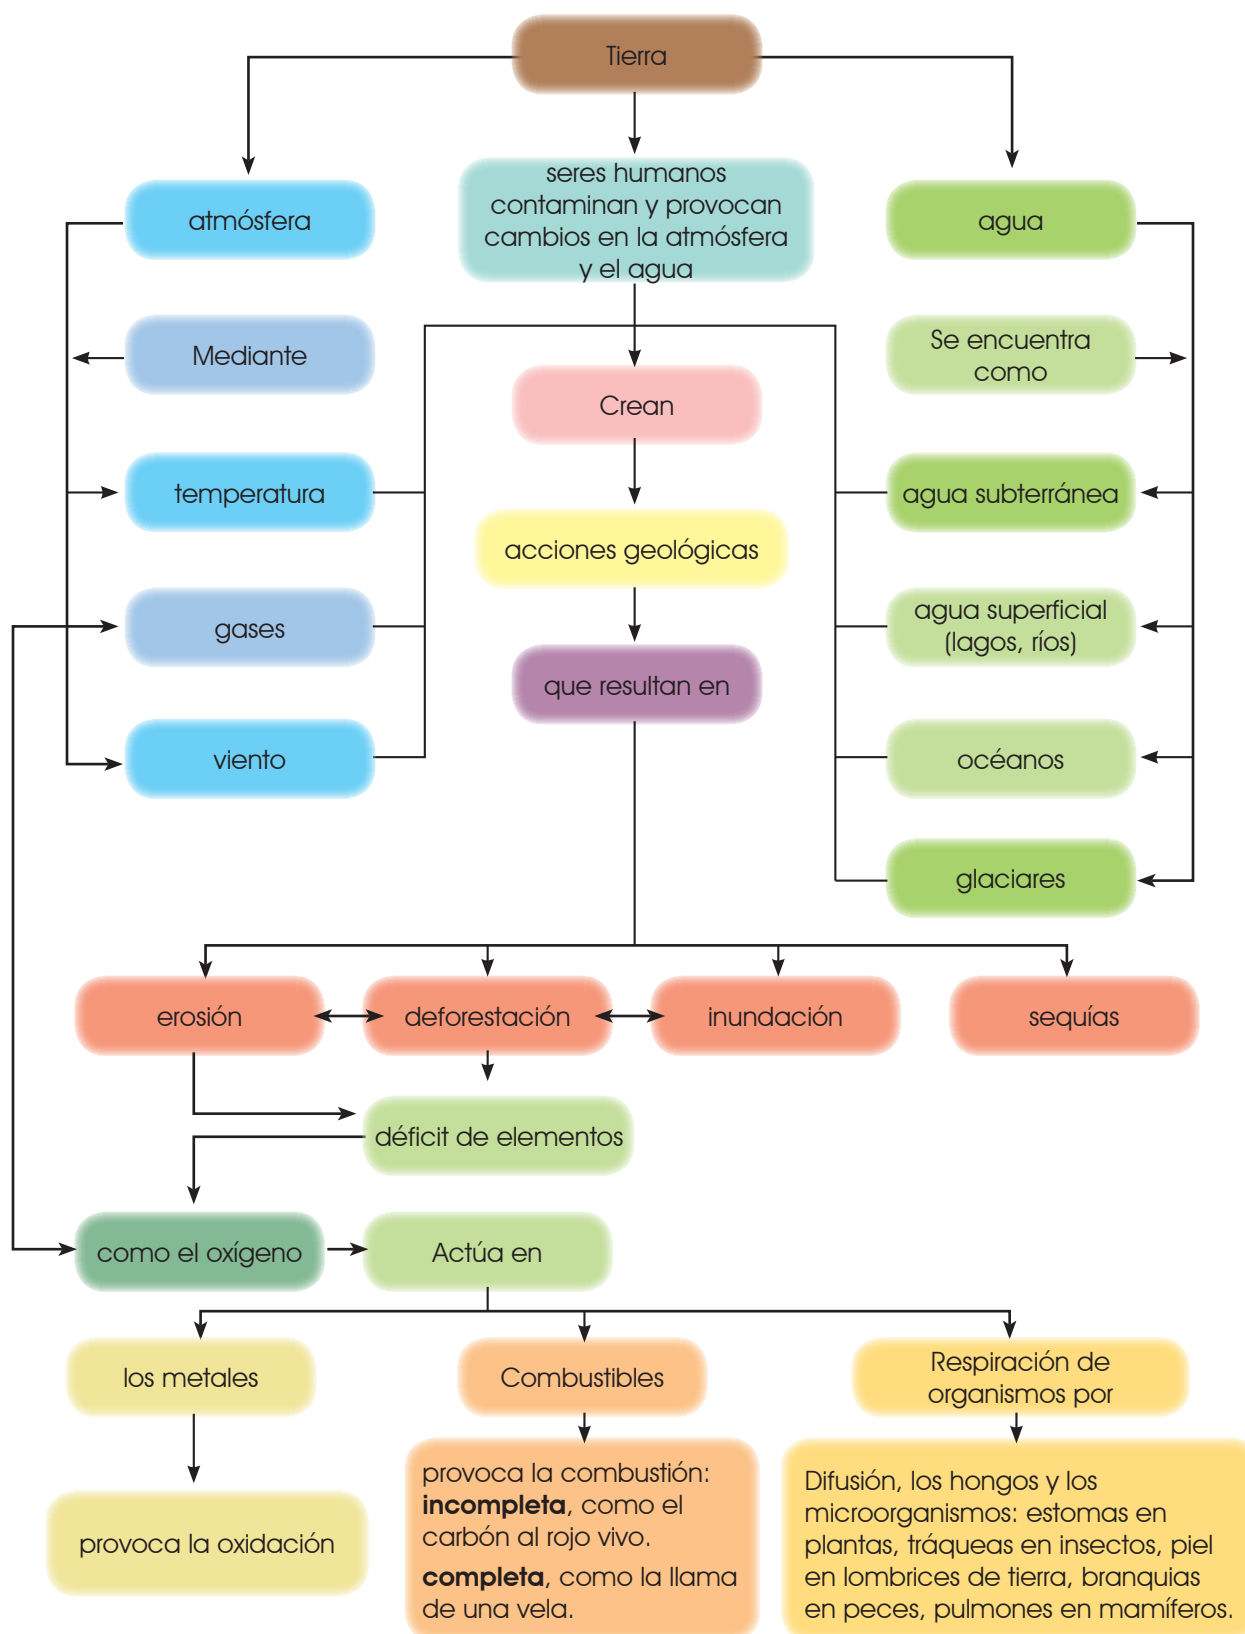 Tierra
seres humanos
contaminan y provocan
cambios en la atmósfera
y el agua
atmósfera
agua
Mediante
Se encuentra
como
Crean
temperatura
agua subterránea
acciones geológicas
gases
agua superficial
(lagos, ríos)
que resultan en
viento
océanos
glaciares
erosión
deforestación
inundación
sequías
déficit de elementos
como el oxígeno
Actúa en
los metales
Combustibles
Respiración de
organismos por
provoca la oxidación
provoca la combustión:
incompleta, como el
carbón al rojo vivo.
completa, como la llama
de una vela.
Difusión, los hongos y los
microorganismos: estomas en
plantas, tráqueas en insectos, piel
en lombrices de tierra, branquias
en peces, pulmones en mamíferos.